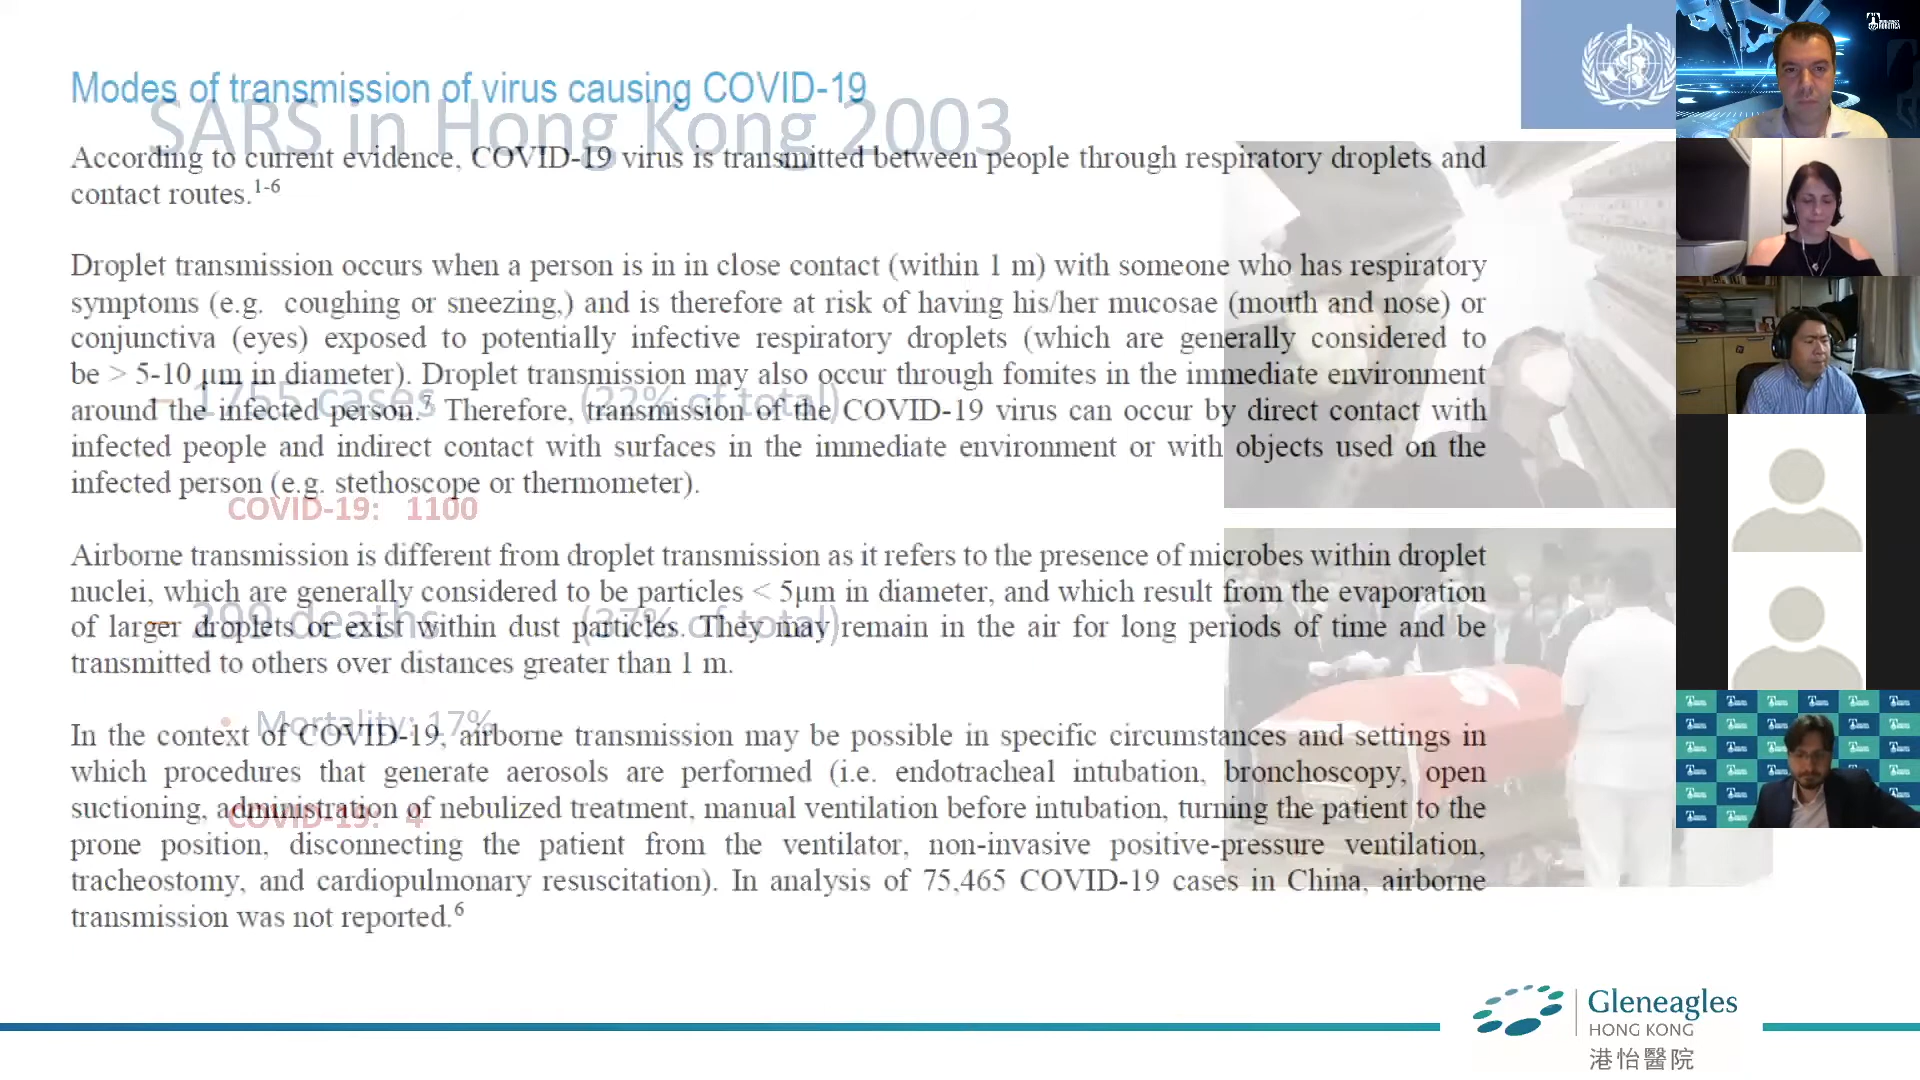 Modes of transmission of virus causing COVID-19
SARS in Hong Kong 2003
According to current evidence, COVID-19 virus is transmitted between people through respiratory droplets and
contact routes.1-6
Droplet transmission occurs when a person is in in close contact (within 1 m) with someone who has respiratory
symptoms (e.g. coughing or sneezing,) and is therefore at risk of having his/her mucosae (mouth and nose) or
conjunctiva (eyes) exposed to potentially infective respiratory droplets (which are generally considered to
be > 5-10 μm in diameter). Droplet transmission may also occur through fomites in the immediate environment
– 1755 cases (22% of total)
around the infected person.7 Therefore, transmission of the COVID-19 virus can occur by direct contact with
infected people and indirect contact with surfaces in the immediate environment or with objects used on the
infected person (e.g. stethoscope or thermometer).
COVID-19: 1100
Airborne transmission is different from droplet transmission as it refers to the presence of microbes within droplet
nuclei, which are generally considered to be particles < 5μm in diameter, and which result from the evaporation
– 299 deaths (37% of total)
of larger droplets or exist within dust particles. They may remain in the air for long periods of time and be
transmitted to others over distances greater than 1 m.
• Mortality: 17%
In the context of COVID-19, airborne transmission may be possible in specific circumstances and settings in
which procedures that generate aerosols are performed (i.e. endotracheal intubation, bronchoscopy, open
suctioning, administration of nebulized treatment, manual ventilation before intubation, turning the patient to the
COVID-19: 4
prone position, disconnecting the patient from the ventilator, non-invasive positive-pressure ventilation,
tracheostomy, and cardiopulmonary resuscitation). In analysis of 75,465 COVID-19 cases in China, airborne
transmission was not reported.6
Gleneagles
HONG KONG
港怡醫院